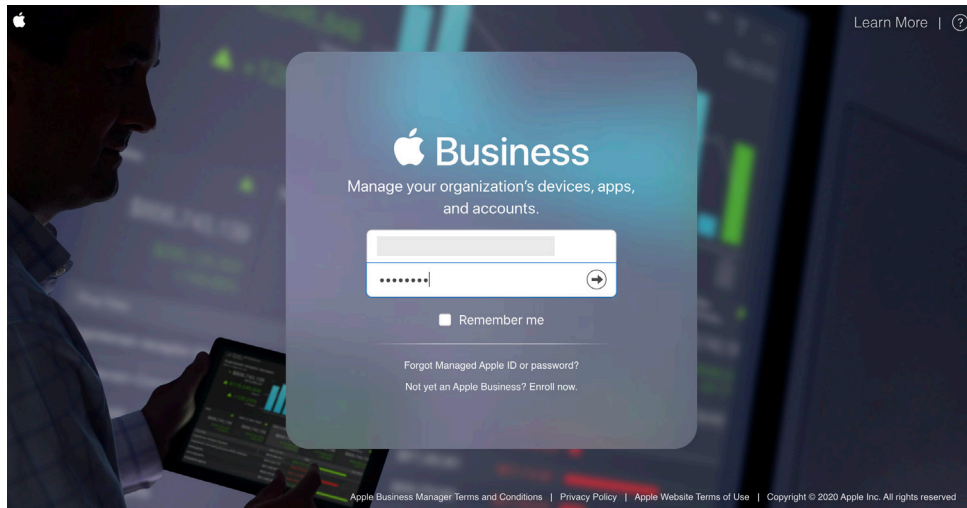 Learn More | ?
Business
Manage your organization's devices, apps,
and accounts.
••••••••
Remember me
Forgot Managed Apple ID or password?
Not yet an Apple Business? Enroll now.
Apple Business Manager Terms and Conditions | Privacy Policy | Apple Website Terms of Use | Copyright © 2020 Apple Inc. All rights reserved